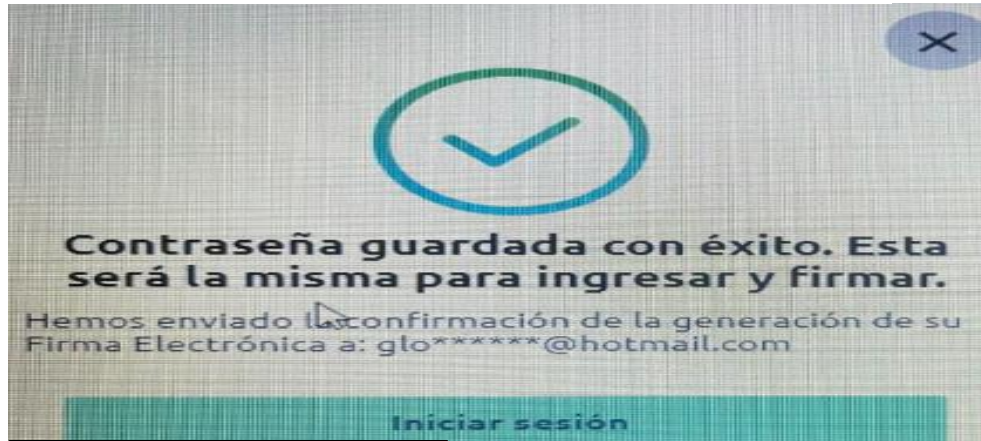 Contraseña guardada con éxito. Esta
será la misma para ingresar y firmar.
Hemos enviado la confirmación de la generación de su
Firma Electrónica a: glo******@hotmail.com
Iniciar sesión